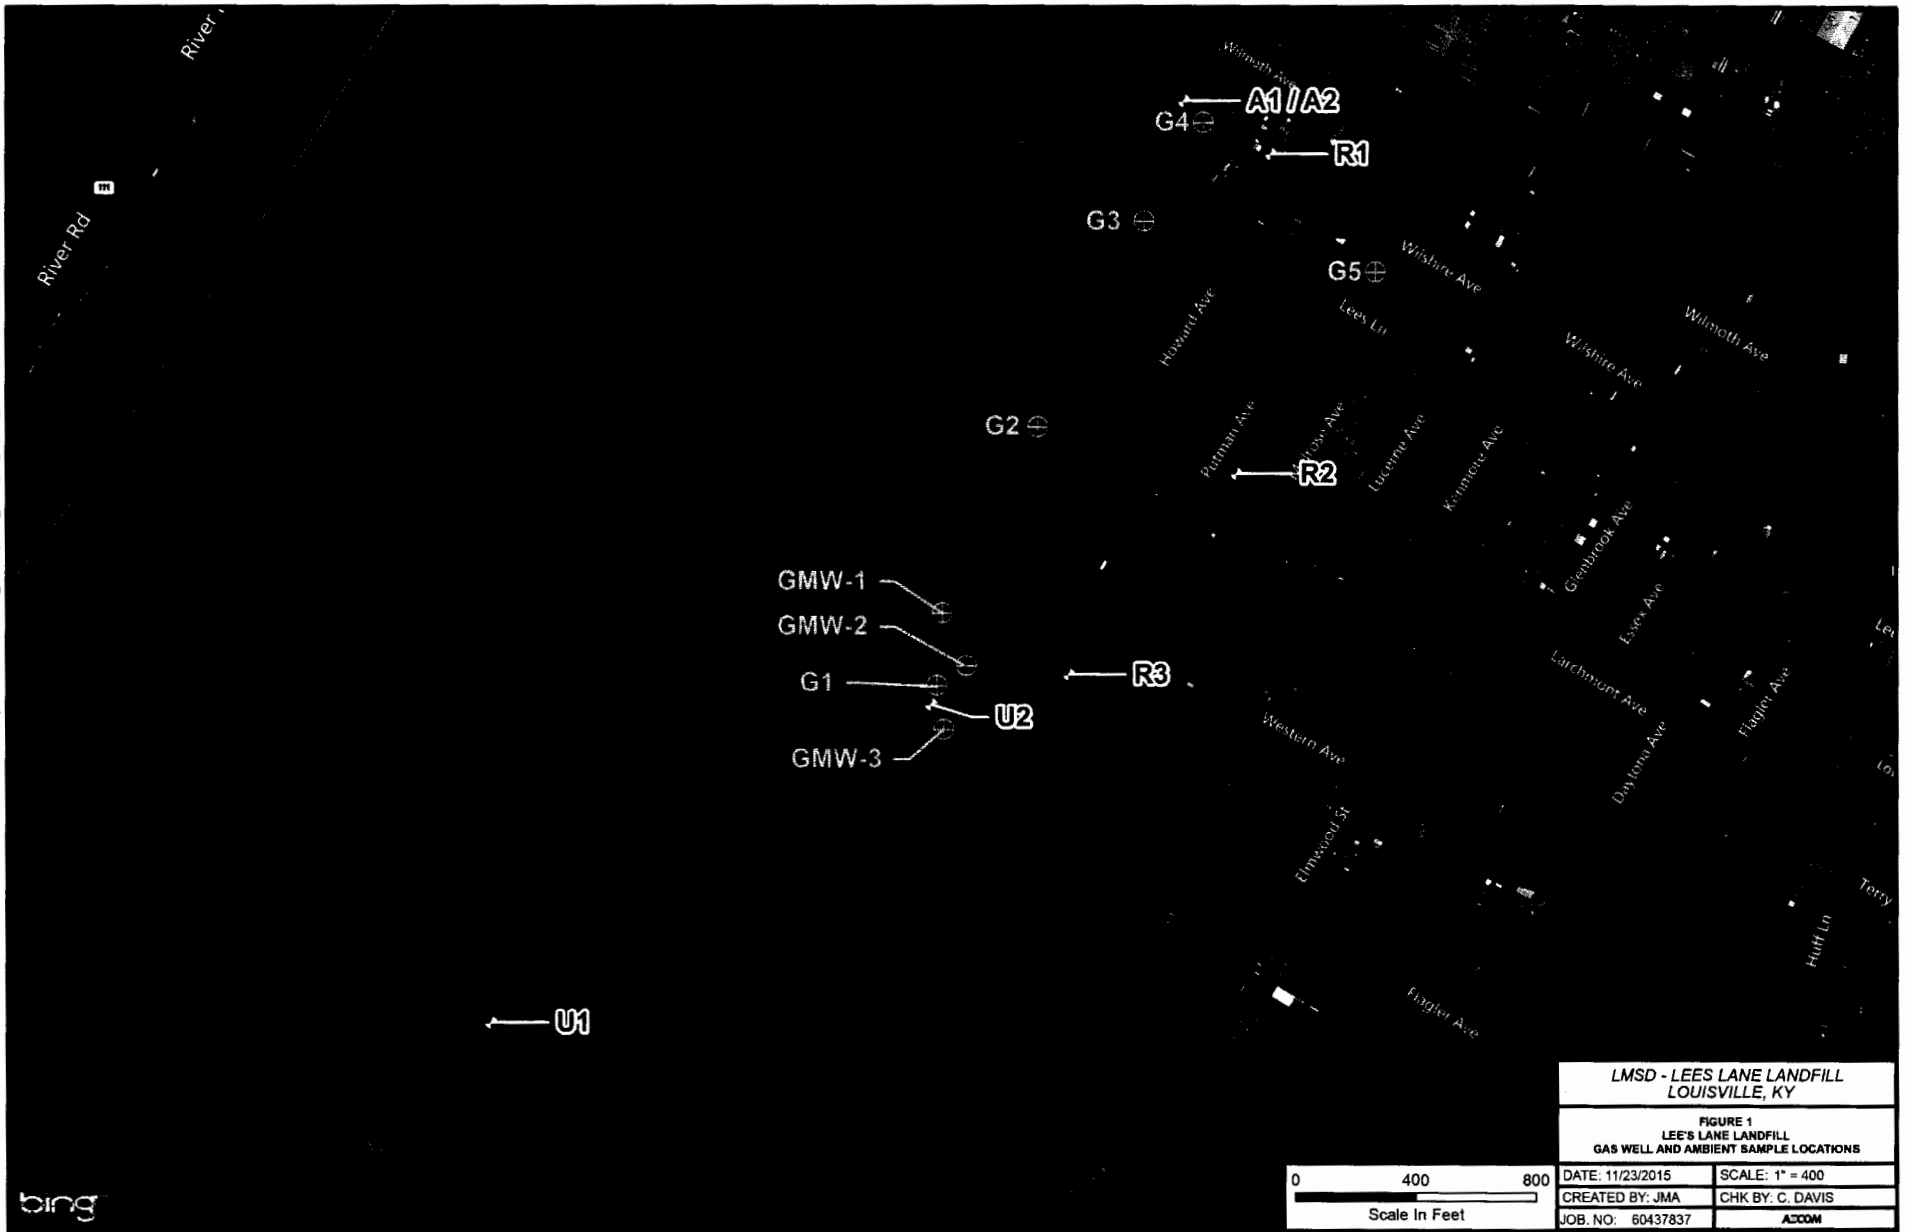 River
Wilmoth Ave
A1 / A2
G4
R1
River Rd
G3
Wilshire Ave
G5
Howard Ave
Lees Ln
Wilmoth Ave
Wilshire Ave
G2
Putman Ave
Melrose Ave
Lucerne Ave
Kenmore Ave
R2
Glenbrook Ave
GMW-1
GMW-2
Essex Ave
G1
R3
Larchmont Ave
U2
Flagler Ave
Western Ave
GMW-3
Daytona Ave
Elmwood St
Terry
Huff Ln
Flagler Ave
U1
LMSD - LEES LANE LANDFILL
LOUISVILLE, KY
FIGURE 1
LEE'S LANE LANDFILL
GAS WELL AND AMBIENT SAMPLE LOCATIONS
0 400 800
Scale In Feet
DATE: 11/23/2015 SCALE: 1" = 400
CREATED BY: JMA CHK BY: C. DAVIS
JOB. NO: 60437837 AECOM
bing